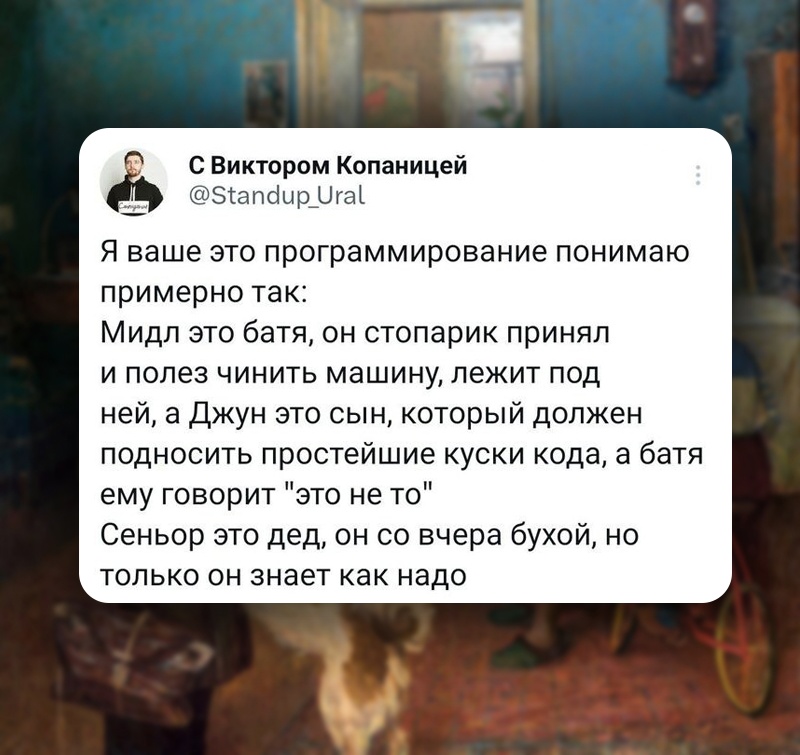 С Виктором Копаницей
@Standup_Ural
Я ваше это программирование понимаю
примерно так:
Мидл это батя, он стопарик принял
и полез чинить машину, лежит под
ней, а Джун это сын, который должен
подносить простейшие куски кода, а батя
ему говорит "это не то"
Сеньор это дед, он со вчера бухой, но
только он знает как надо